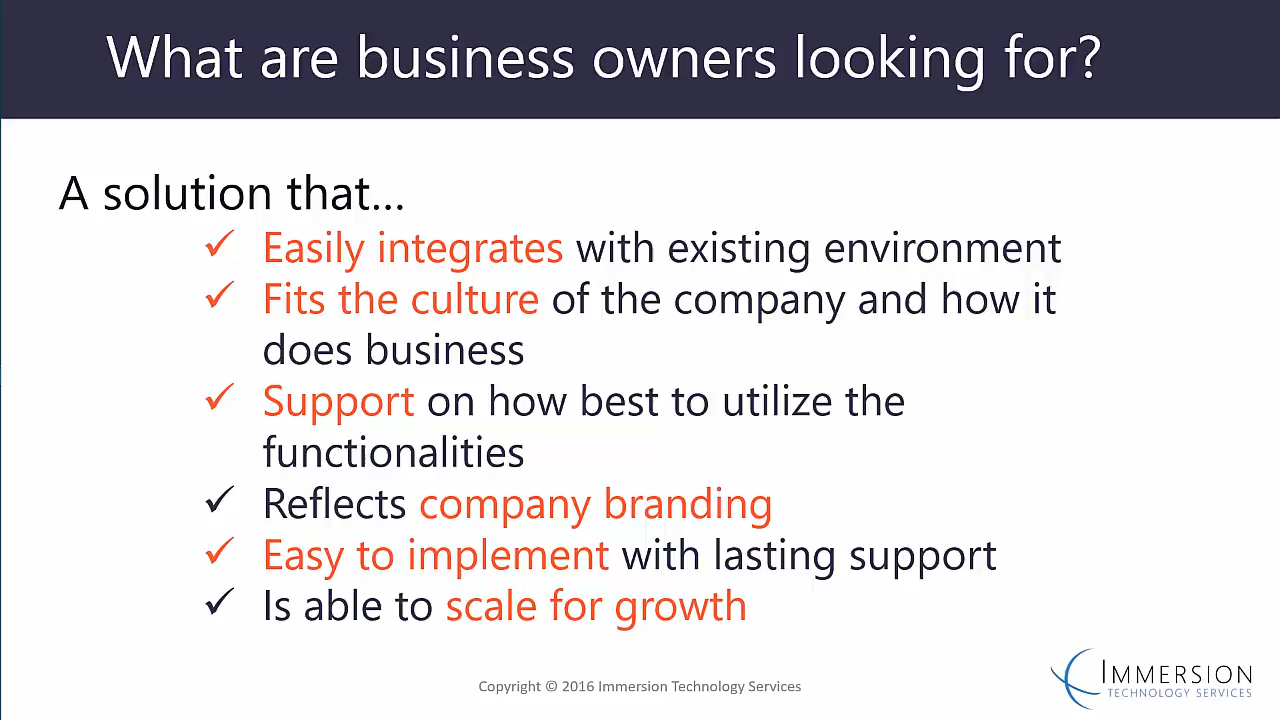 What are business owners looking for?
A solution that...
✓ Easily integrates with existing environment
✓ Fits the culture of the company and how it
does business
✓ Support on how best to utilize the
functionalities
✓ Reflects company branding
✓ Easy to implement with lasting support
✓ Is able to scale for growth
Copyright © 2016 Immersion Technology Services
IMMERSION
TECHNOLOGY SERVICES